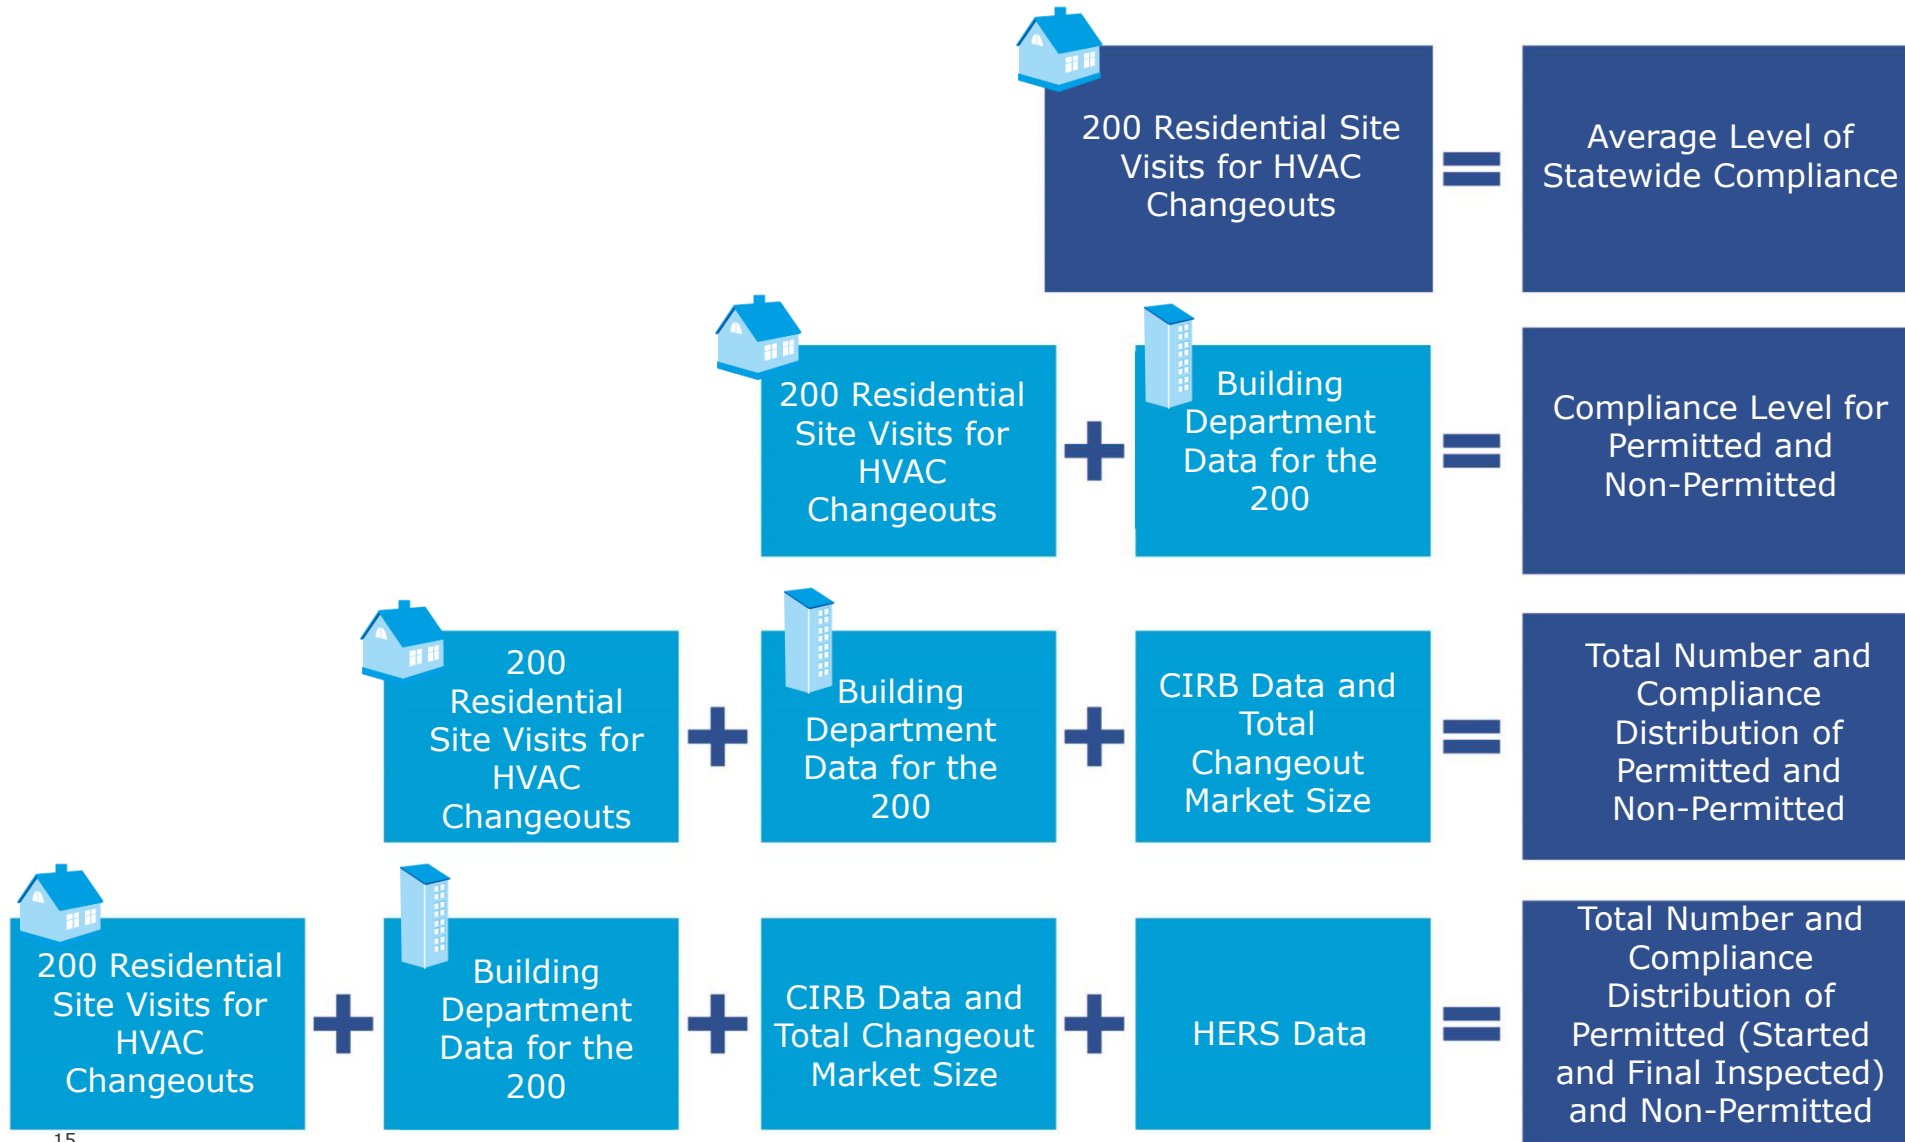 200 Residential Site
Visits for HVAC
Changeouts
=
Average Level of
Statewide Compliance
200 Residential
Site Visits for
HVAC
Changeouts
+
Building
Department
Data for the
200
=
Compliance Level for
Permitted and
Non-Permitted
200
Residential
Site Visits for
HVAC
Changeouts
+
Building
Department
Data for the
200
+
CIRB Data and
Total
Changeout
Market Size
=
Total Number and
Compliance
Distribution of
Permitted and
Non-Permitted
200 Residential
Site Visits for
HVAC
Changeouts
+
Building
Department
Data for the
200
+
CIRB Data and
Total Changeout
Market Size
+
HERS Data
=
Total Number and
Compliance
Distribution of
Permitted (Started
and Final Inspected)
and Non-Permitted
15